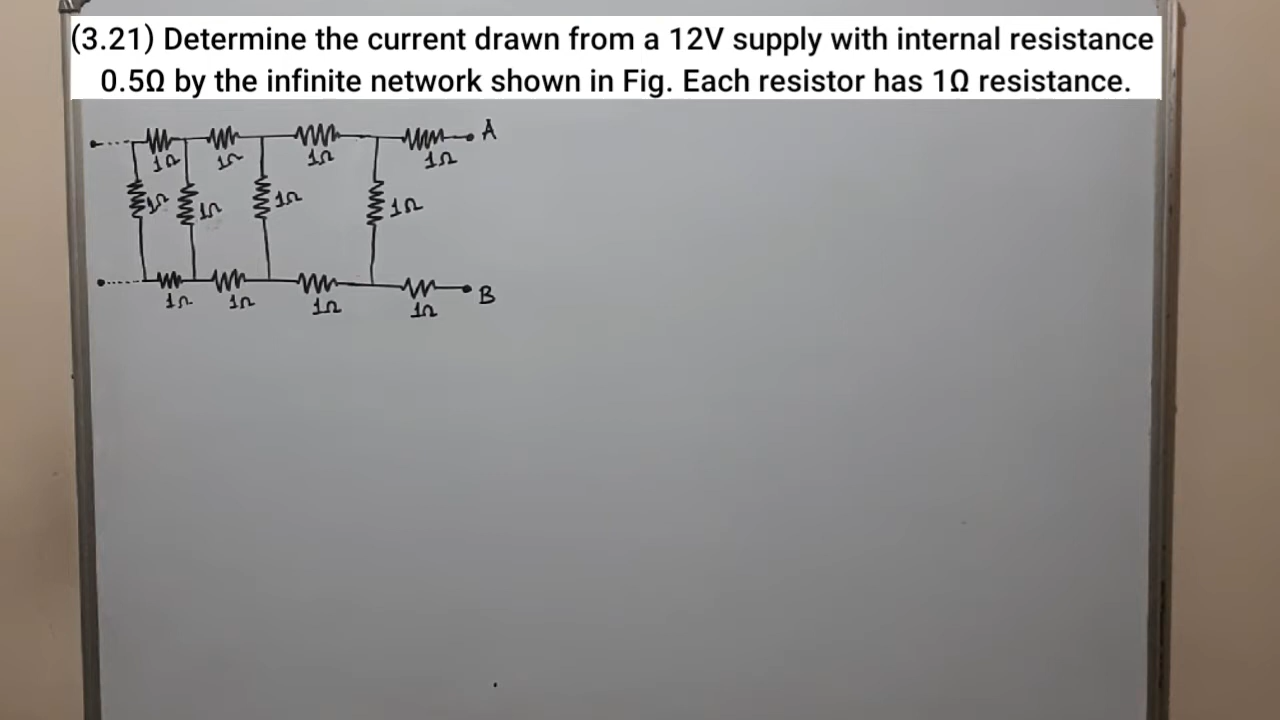 (3.21) Determine the current drawn from a 12V supply with internal resistance
0.5Ω by the infinite network shown in Fig. Each resistor has 1Ω resistance.
A
1Ω 1Ω 1Ω 1Ω
1Ω 1Ω 1Ω 1Ω
B
1Ω 1Ω 1Ω 1Ω